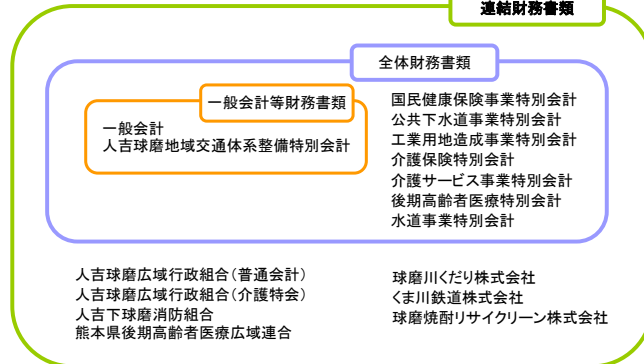 連結財務書類
全体財務書類
一般会計等財務書類
一般会計
人吉球磨地域交通体系整備特別会計
国民健康保険事業特別会計
公共下水道事業特別会計
工業用地造成事業特別会計
介護保険特別会計
介護サービス事業特別会計
後期高齢者医療特別会計
水道事業特別会計
人吉球磨広域行政組合（普通会計）
人吉球磨広域行政組合（介護特会）
人吉下球磨消防組合
熊本県後期高齢者医療広域連合
球磨川くだり株式会社
くま川鉄道株式会社
球磨焼酎リサイクリーン株式会社